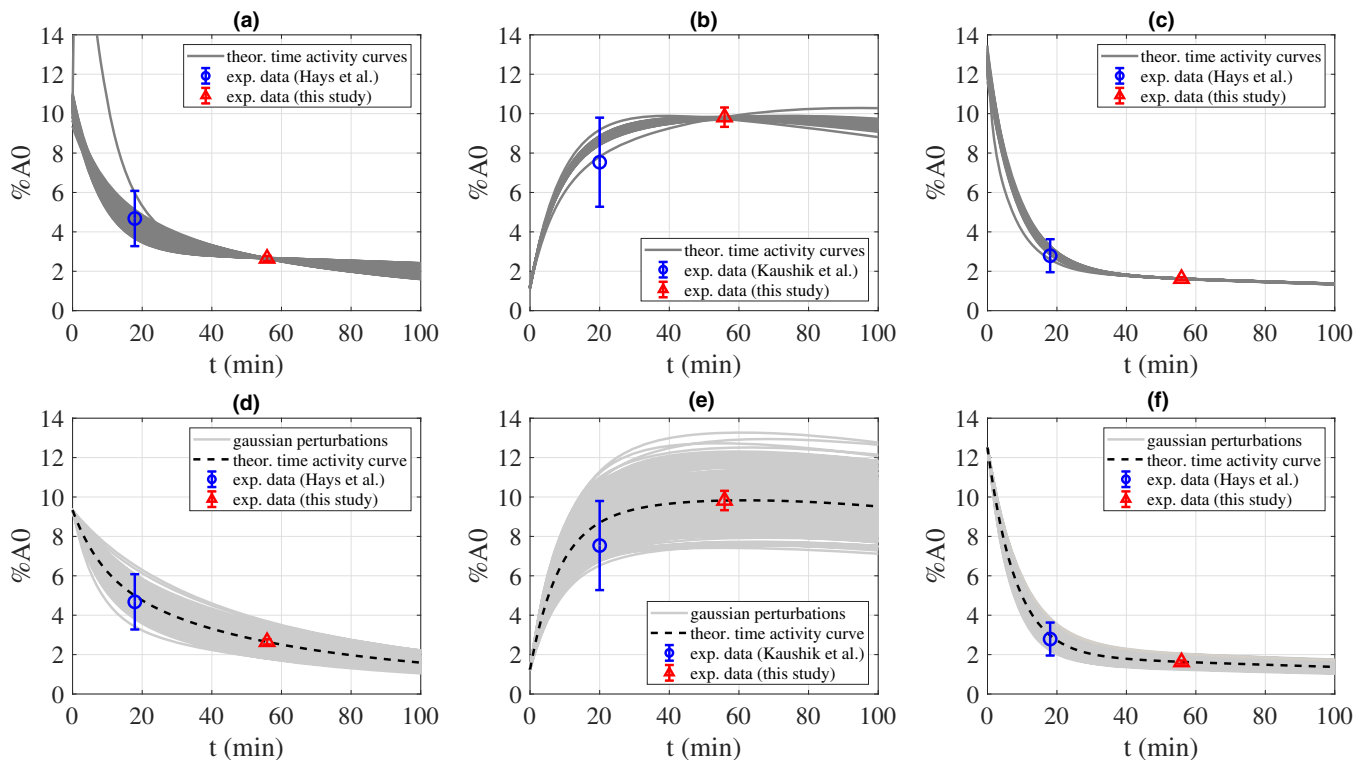 (a)
14
12
10
8
6
4
2
0
%A0
0 20 40 60 80 100
t (min)
theor. time activity curves
exp. data (Hays et al.)
exp. data (this study)
(b)
14
12
10
8
6
4
2
0
%A0
0 20 40 60 80 100
t (min)
theor. time activity curves
exp. data (Kaushik et al.)
exp. data (this study)
(c)
14
12
10
8
6
4
2
0
%A0
0 20 40 60 80 100
t (min)
theor. time activity curves
exp. data (Hays et al.)
exp. data (this study)
(d)
14
12
10
8
6
4
2
0
%A0
0 20 40 60 80 100
t (min)
gaussian perturbations
theor. time activity curve
exp. data (Hays et al.)
exp. data (this study)
(e)
14
12
10
8
6
4
2
0
%A0
0 20 40 60 80 100
t (min)
gaussian perturbations
theor. time activity curve
exp. data (Kaushik et al.)
exp. data (this study)
(f)
14
12
10
8
6
4
2
0
%A0
0 20 40 60 80 100
t (min)
gaussian perturbations
theor. time activity curve
exp. data (Hays et al.)
exp. data (this study)